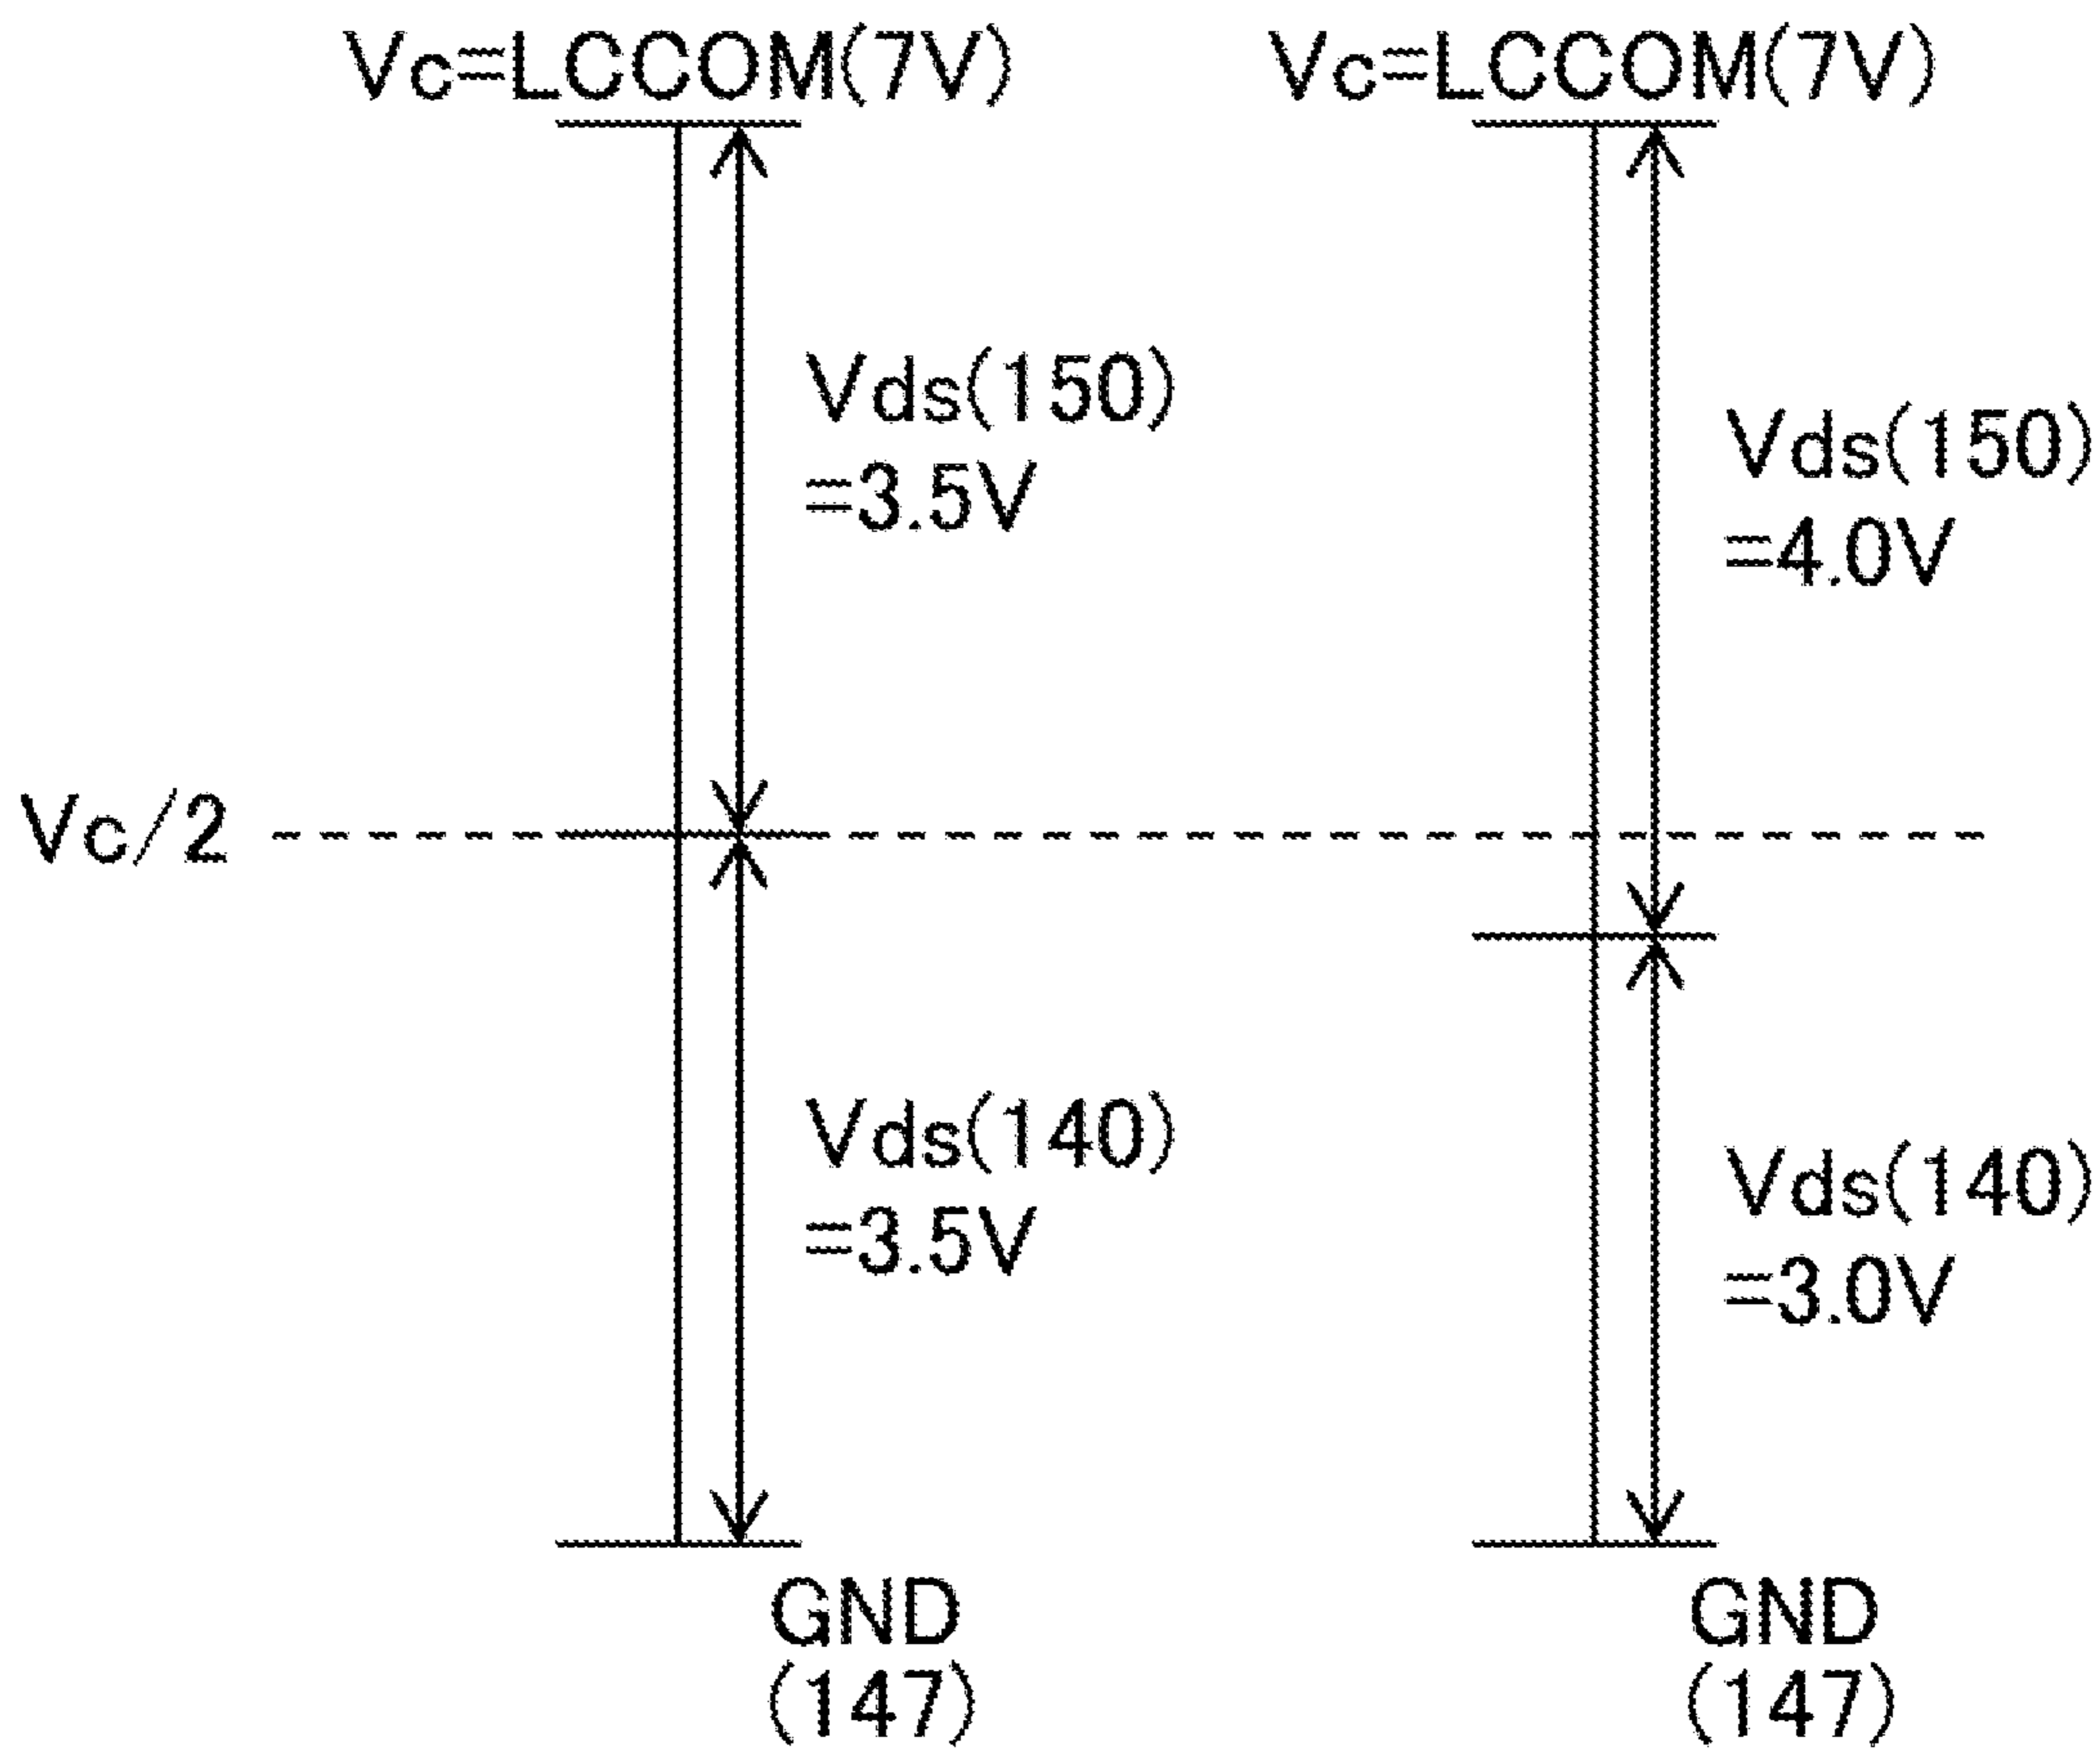 Vc=LCCOM(7V)
Vc=LCCOM(7V)
Vds(150)
=3.5V
Vds(150)
=4.0V
Vc/2
Vds(140)
=3.5V
Vds(140)
=3.0V
GND
(147)
GND
(147)